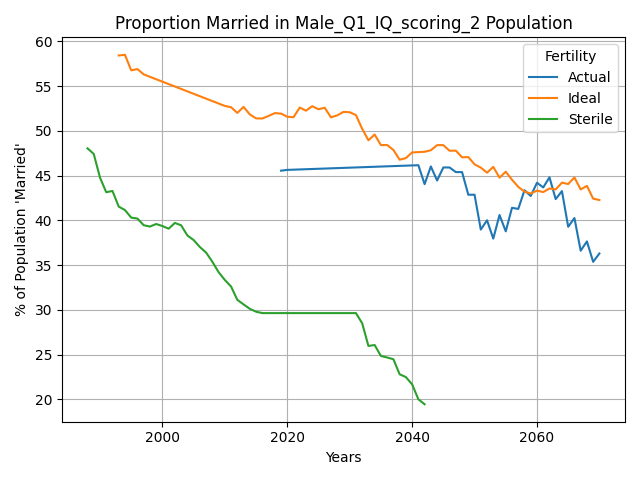 Proportion Married in Male_Q1_IQ_scoring_2 Population
% of Population 'Married'
60
55
50
45
40
35
30
25
20
Fertility
Actual
Ideal
Sterile
2000 2020 2040 2060
Years